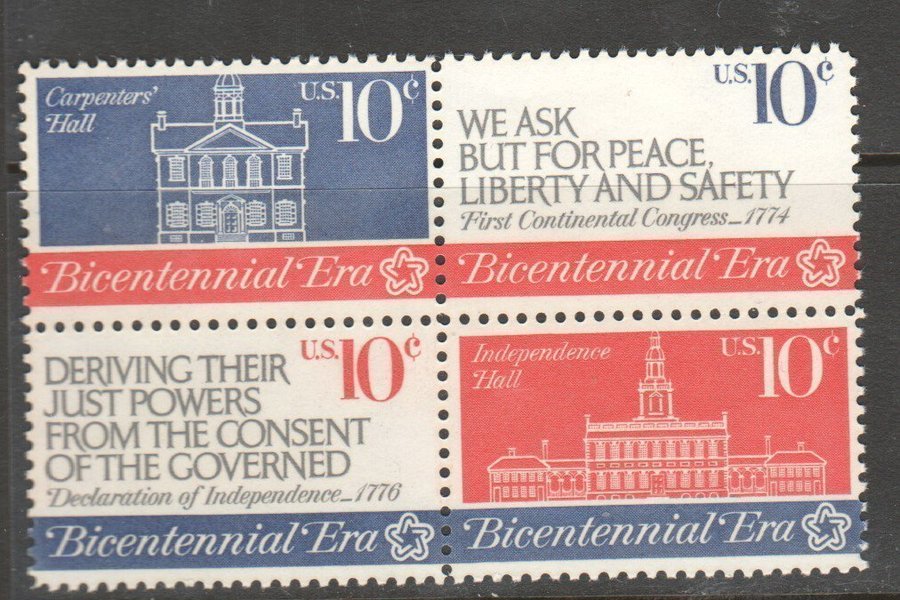 Carpenters'
Hall
U.S. 10¢
Bicentennial Era
U.S. 10¢
WE ASK
BUT FOR PEACE,
LIBERTY AND SAFETY
First Continental Congress_1774
Bicentennial Era
U.S. 10¢
DERIVING THEIR
JUST POWERS
FROM THE CONSENT
OF THE GOVERNED
Declaration of Independence_1776
Bicentennial Era
Independence
Hall
U.S. 10¢
Bicentennial Era